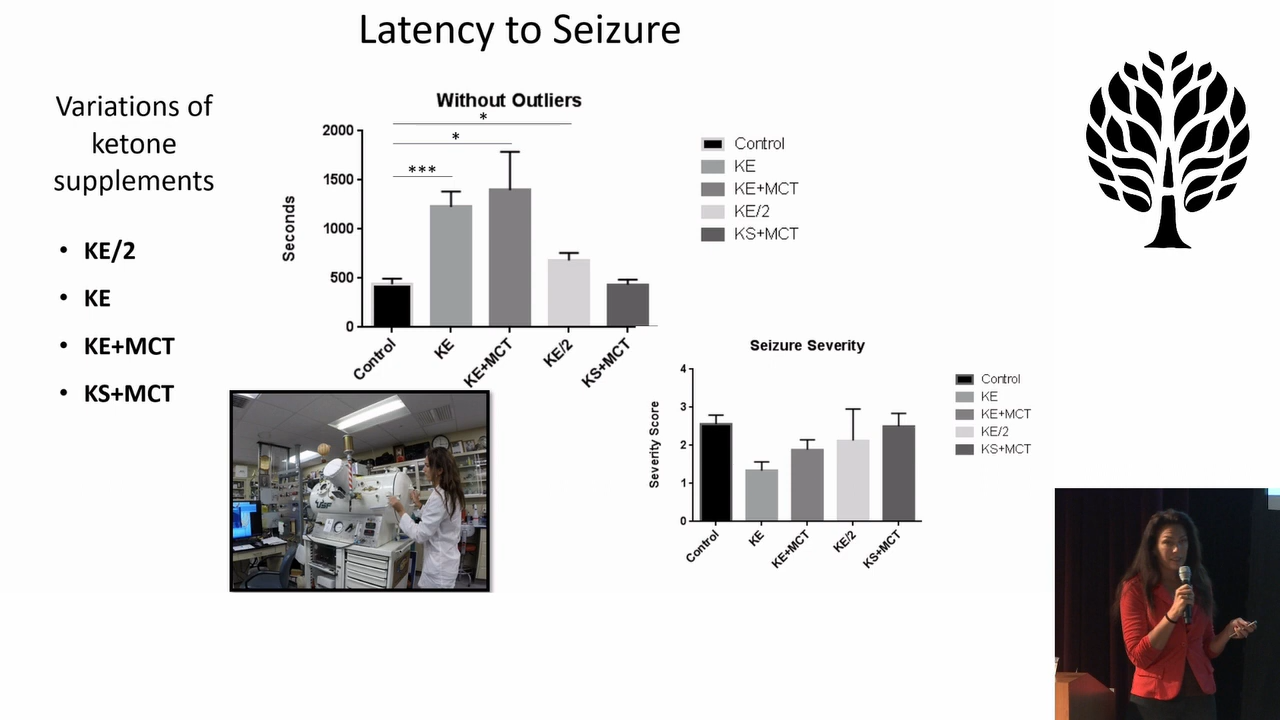 Latency to Seizure
Variations of
ketone
supplements
• KE/2
• KE
• KE+MCT
• KS+MCT
Without Outliers
*
*
***
Seconds
2000
1500
1000
500
0
Control
KE
KE+MCT
KE/2
KS+MCT
Control
KE
KE+MCT
KE/2
KS+MCT
Seizure Severity
Severity Score
4
3
2
1
0
Control
KE
KE+MCT
KE/2
KS+MCT
Control
KE
KE+MCT
KE/2
KS+MCT